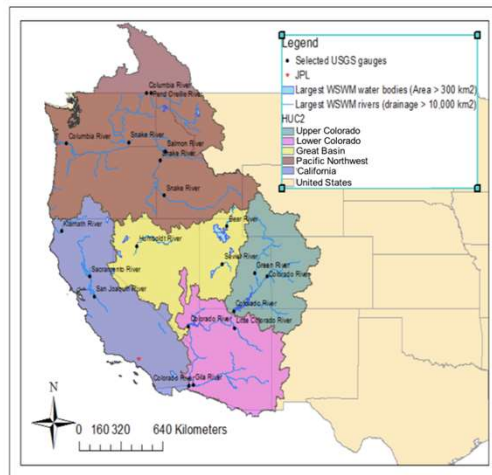 Legend
Selected USGS gauges
JPL
Largest WSWM water bodies (Area > 300 km2)
Largest WSWM rivers (drainage > 10,000 km2)
HUC2
Upper Colorado
Lower Colorado
Great Basin
Pacific Northwest
California
United States
Columbia River
Pend Oreille River
Columbia River
Snake River
Salmon River
Snake River
Snake River
Klamath River
Bear River
Humboldt River
Sevier River
Green River
Colorado River
Sacramento River
San Joaquin River
Colorado River
Colorado River
Little Colorado River
Colorado River
Gila River
N
0 160 320 640 Kilometers